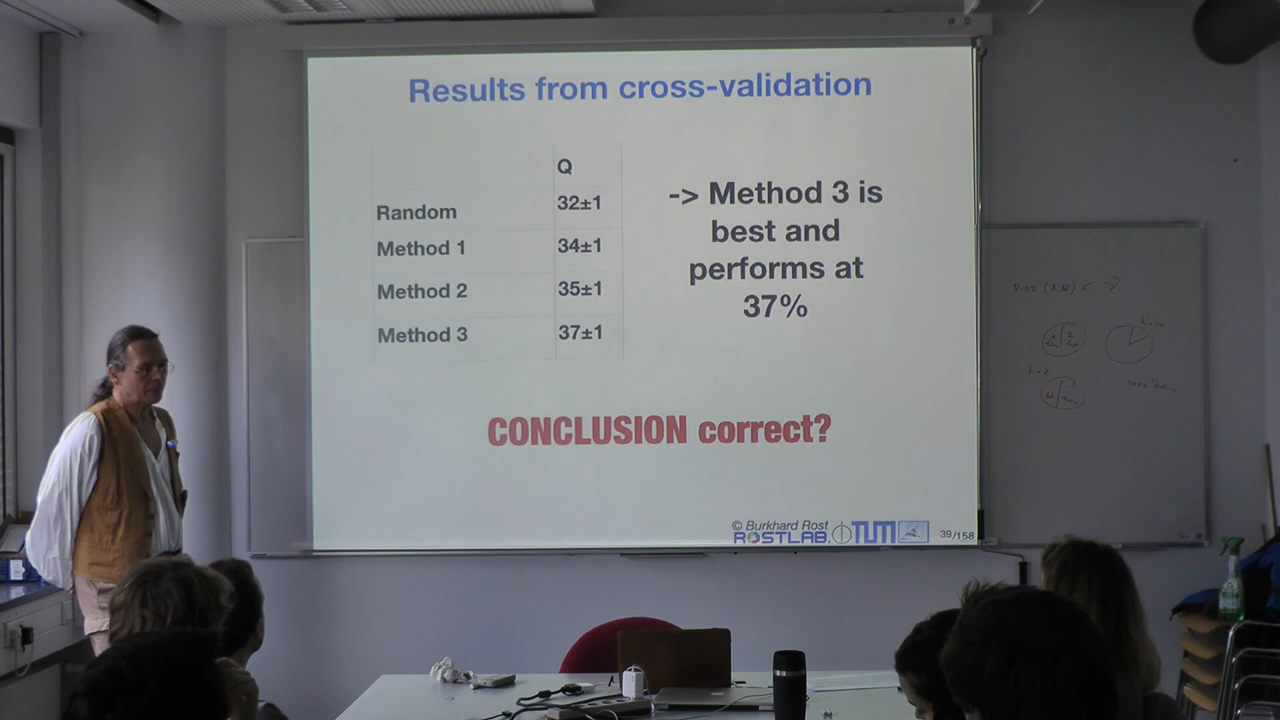 Results from cross-validation
Q
Random 32±1
Method 1 34±1
Method 2 35±1
Method 3 37±1
-> Method 3 is
best and
performs at
37%
CONCLUSION correct?
© Burkhard Rost
ROSTLAB. TUM
39/158